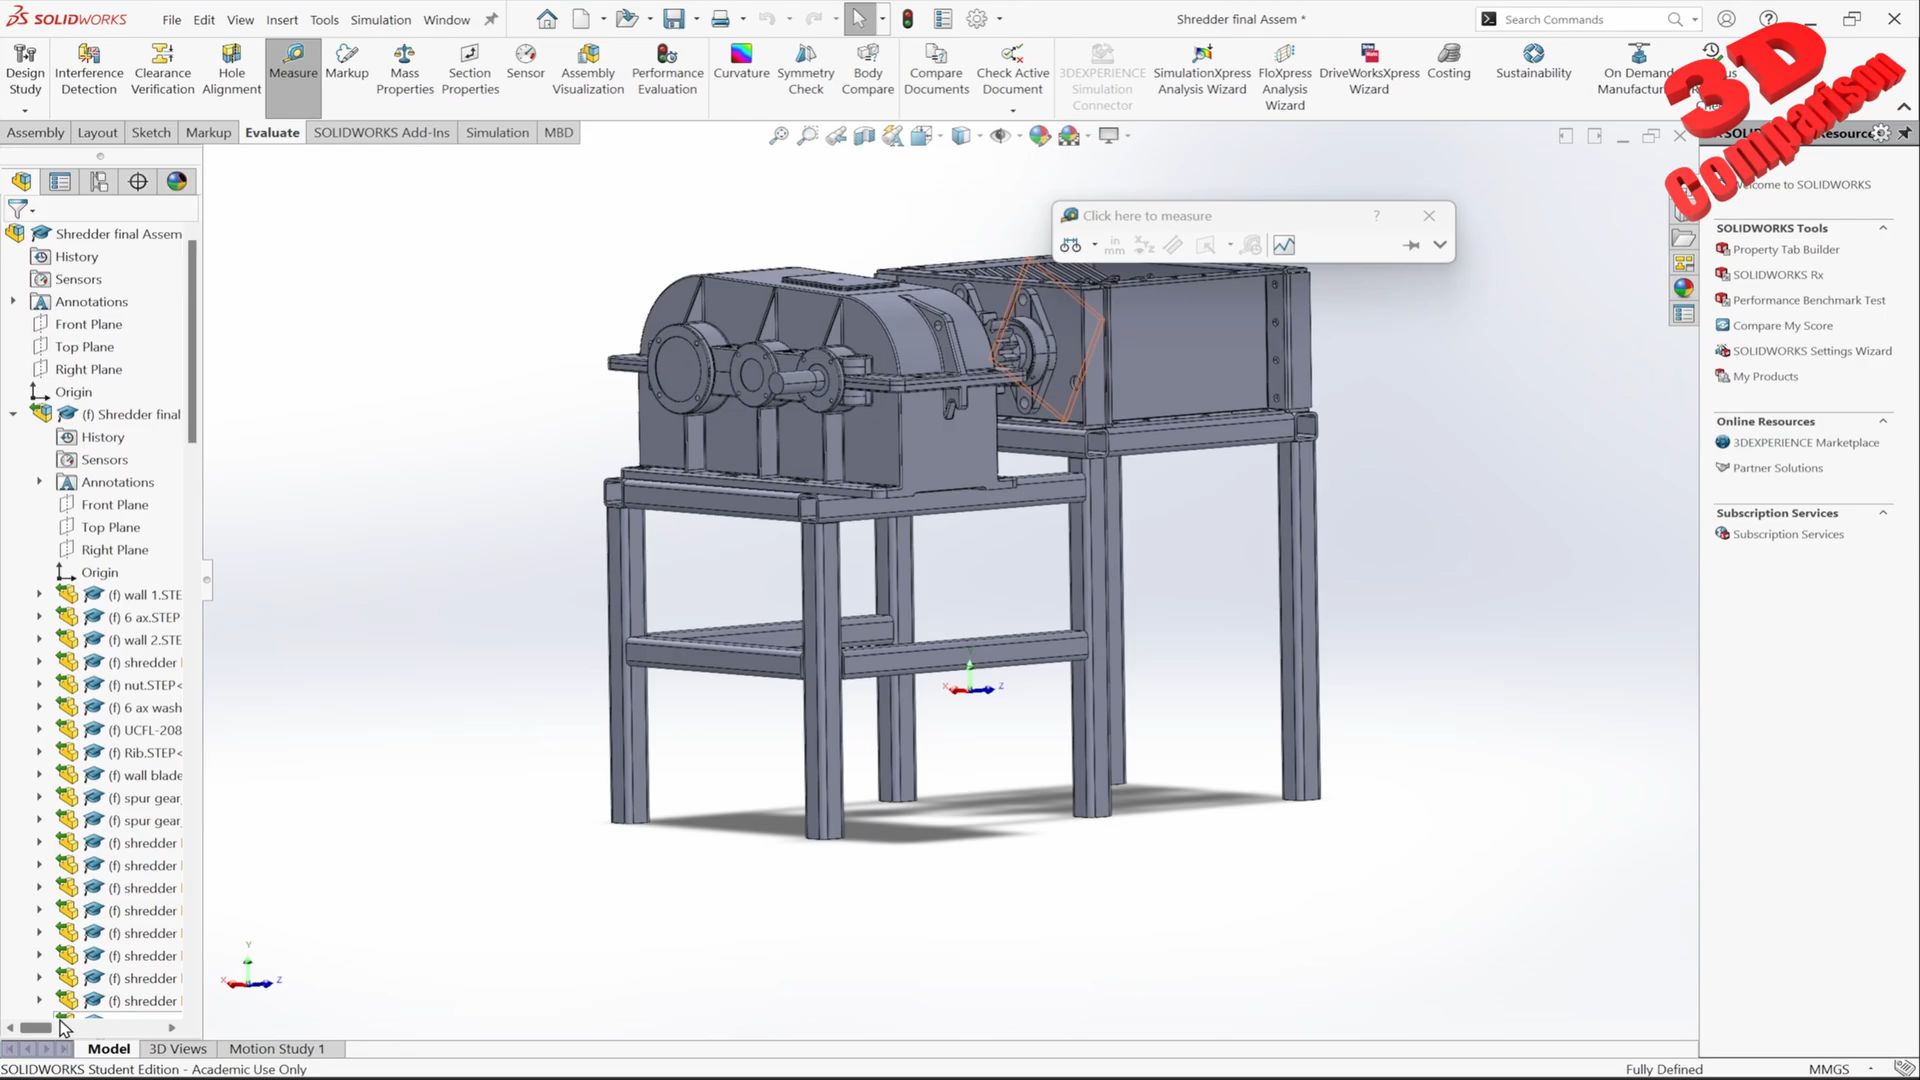 SOLIDWORKS
File Edit View Insert Tools Simulation Window
Shredder final Assem *
Search Commands
Design Study
Interference Detection
Clearance Verification
Hole Alignment
Measure
Markup
Mass Properties
Section Properties
Sensor
Assembly Visualization
Performance Evaluation
Curvature
Symmetry Check
Body Compare
Compare Documents
Check Active Document
3DEXPERIENCE Simulation Connector
SimulationXpress Analysis Wizard
FloXpress Analysis Wizard
DriveWorksXpress Wizard
Costing
Sustainability
On Demand
3D
Comparison
Assembly Layout Sketch Markup Evaluate SOLIDWORKS Add-Ins Simulation MBD
Click here to measure ?
in mm
XYZ
Shredder final Assem
History
Sensors
Annotations
Front Plane
Top Plane
Right Plane
Origin
(f) Shredder final
History
Sensors
Annotations
Front Plane
Top Plane
Right Plane
Origin
(f) wall 1.STE
(f) 6 ax.STEP
(f) wall 2.STE
(f) shredder
(f) nut.STEP<
(f) 6 ax wash
(f) UCFL-208
(f) Rib.STEP<
(f) wall blade
(f) spur gear_
(f) spur gear_
(f) shredder
(f) shredder
(f) shredder
(f) shredder
(f) shredder
(f) shredder
(f) shredder
(f) shredder
X Y Z
X Z
SOLIDWORKS Tools
Property Tab Builder
SOLIDWORKS Rx
Performance Benchmark Test
Compare My Score
SOLIDWORKS Settings Wizard
My Products
Online Resources
3DEXPERIENCE Marketplace
Partner Solutions
Subscription Services
Subscription Services
Model 3D Views Motion Study 1
SOLIDWORKS Student Edition - Academic Use Only
Fully Defined
MMGS